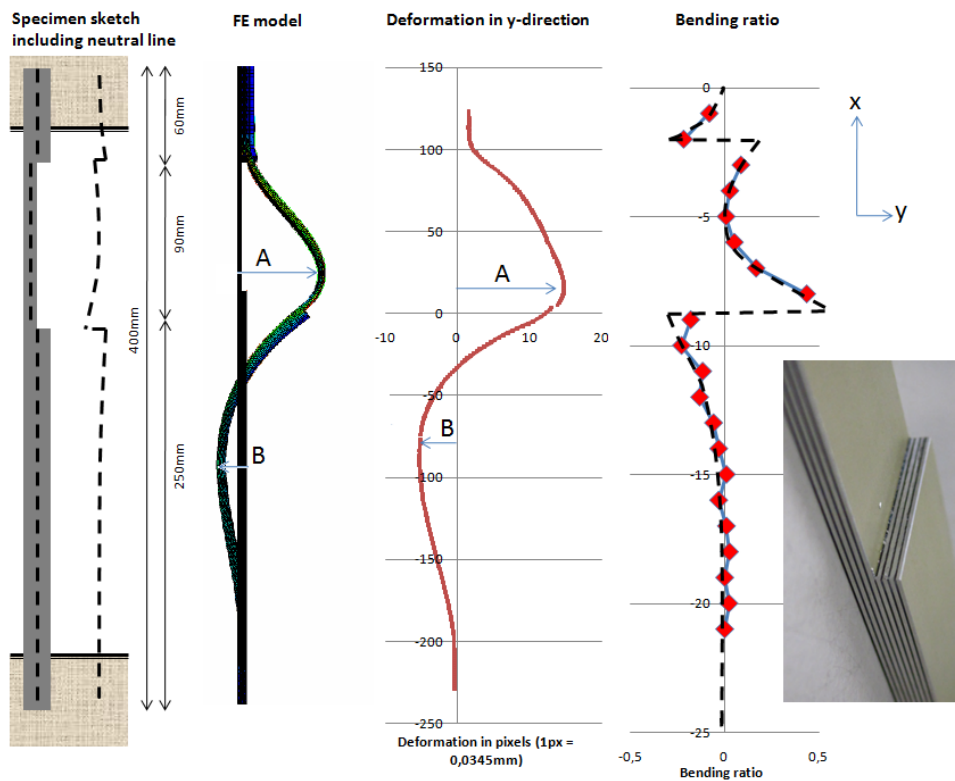 Specimen sketch
including neutral line
FE model
Deformation in y-direction
Bending ratio
60mm
90mm
400mm
250mm
A
B
150
100
50
0
-50
-100
-150
-200
-250
20
10
0
10
20
A
B
Deformation in pixels (1px =
0,0345mm)
0
-5
-10
-15
-20
-25
-0,5
0
0,5
Bending ratio
x
y